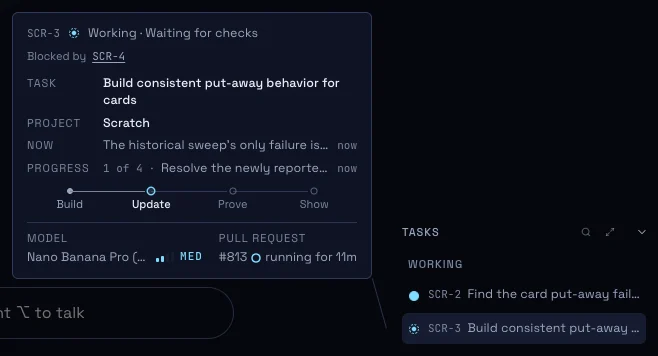 SCR-3 Working · Waiting for checks
Blocked by SCR-4
TASK Build consistent put-away behavior for
cards
PROJECT Scratch
NOW The historical sweep's only failure is... now
PROGRESS 1 of 4 · Resolve the newly reporte... now
Build Update Prove Show
MODEL PULL REQUEST
Nano Banana Pro (... MED #813 running for 11m
⌥ to talk
TASKS
WORKING
SCR-2 Find the card put-away fail...
SCR-3 Build consistent put-away ...